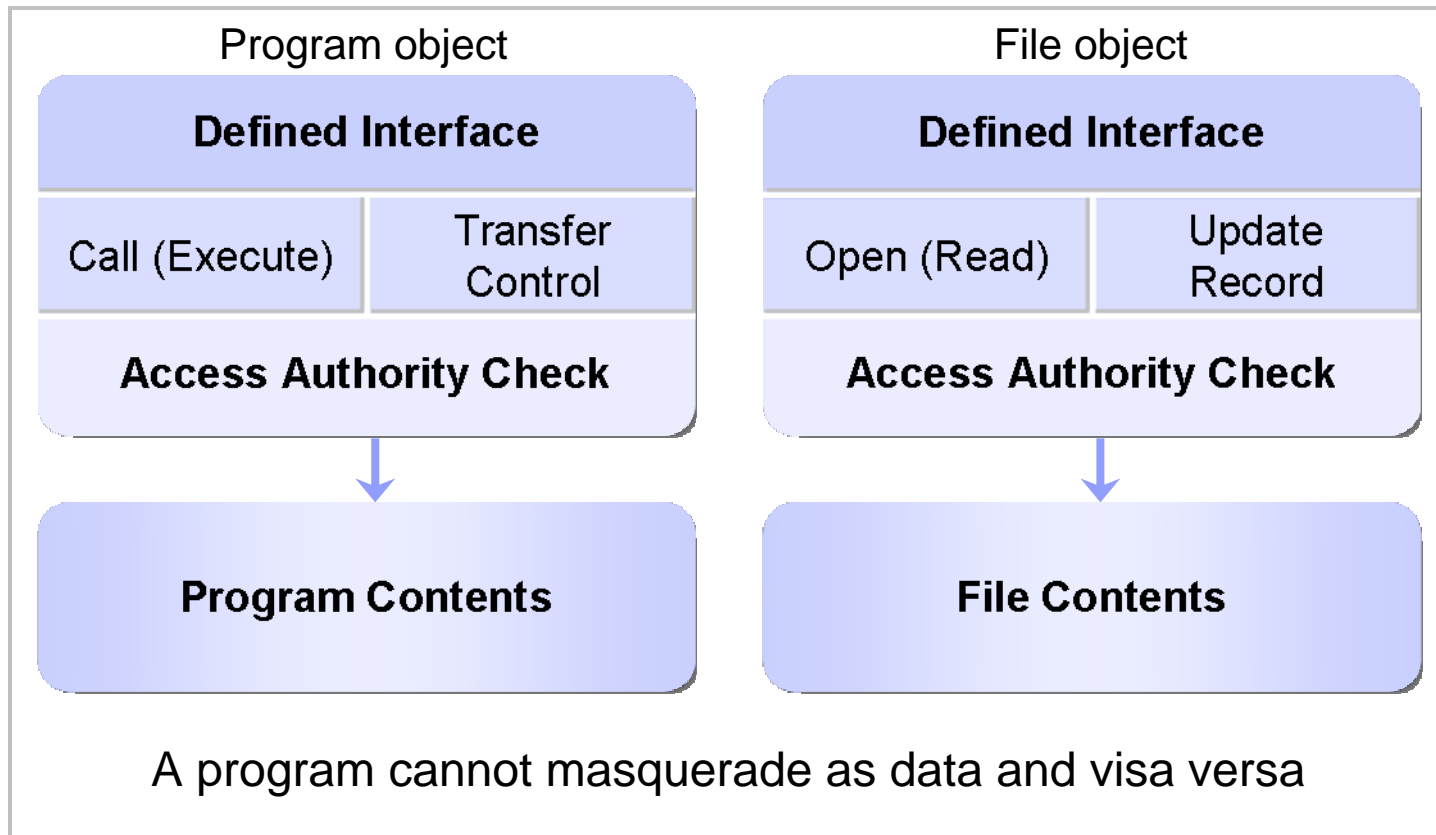 Program object
File object
Defined Interface
Defined Interface
Call (Execute)
Transfer
Control
Open (Read)
Update
Record
Access Authority Check
Access Authority Check
Program Contents
File Contents
A program cannot masquerade as data and visa versa